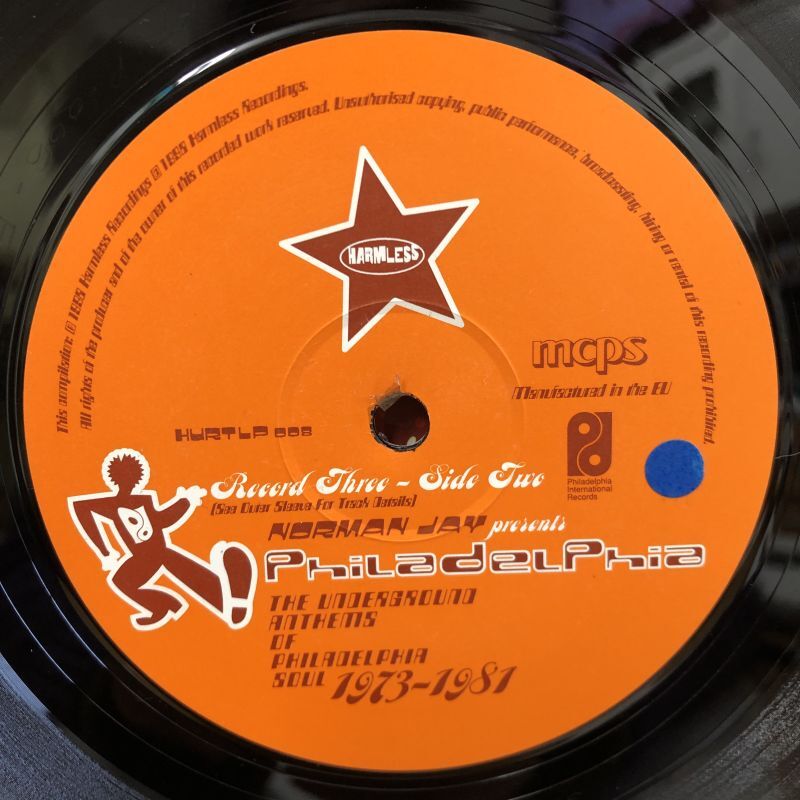 This compilation ℗ 1998 Harmless Recordings © 1998 Harmless Recordings.
All rights of the producer and of the owner of this recorded work reserved. Unauthorised copying, public performance, broadcasting, hiring or rental of this recording prohibited.
HARMLESS
mcps
Manufactured in the EU
HURTLP 008
Philadelphia
International
Records
Record Three - Side Two
(See Outer Sleeve For Track Details)
NORMAN JAY presents
PhiladelPhia
THE UNDERGROUND
ANTHEMS
OF
PHILADELPHIA
SOUL 1973-1981